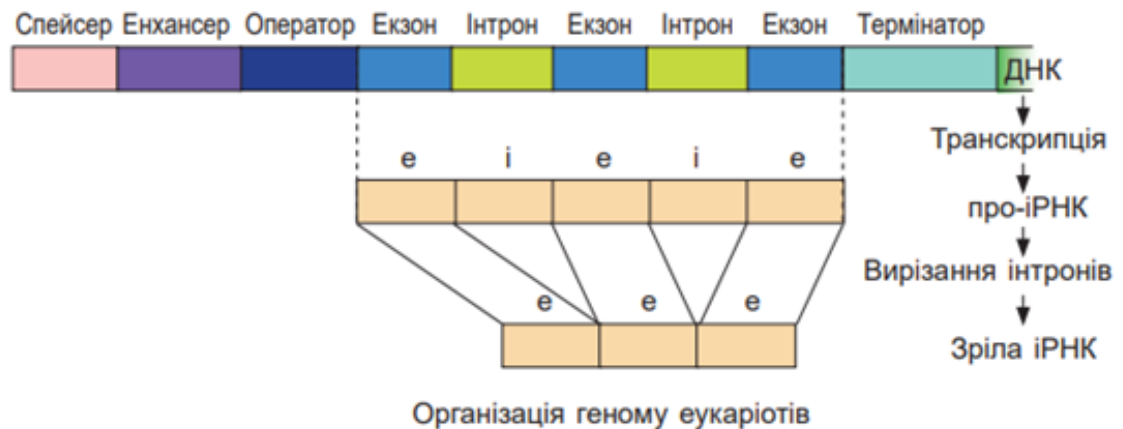 Спейсер Енхансер Оператор Екзон Інтрон Екзон Інтрон Екзон Термінатор
ДНК
Транскрипція
е і е і е
про-іРНК
Вирізання інтронів
е е е
Зріла іРНК
Організація геному еукаріотів